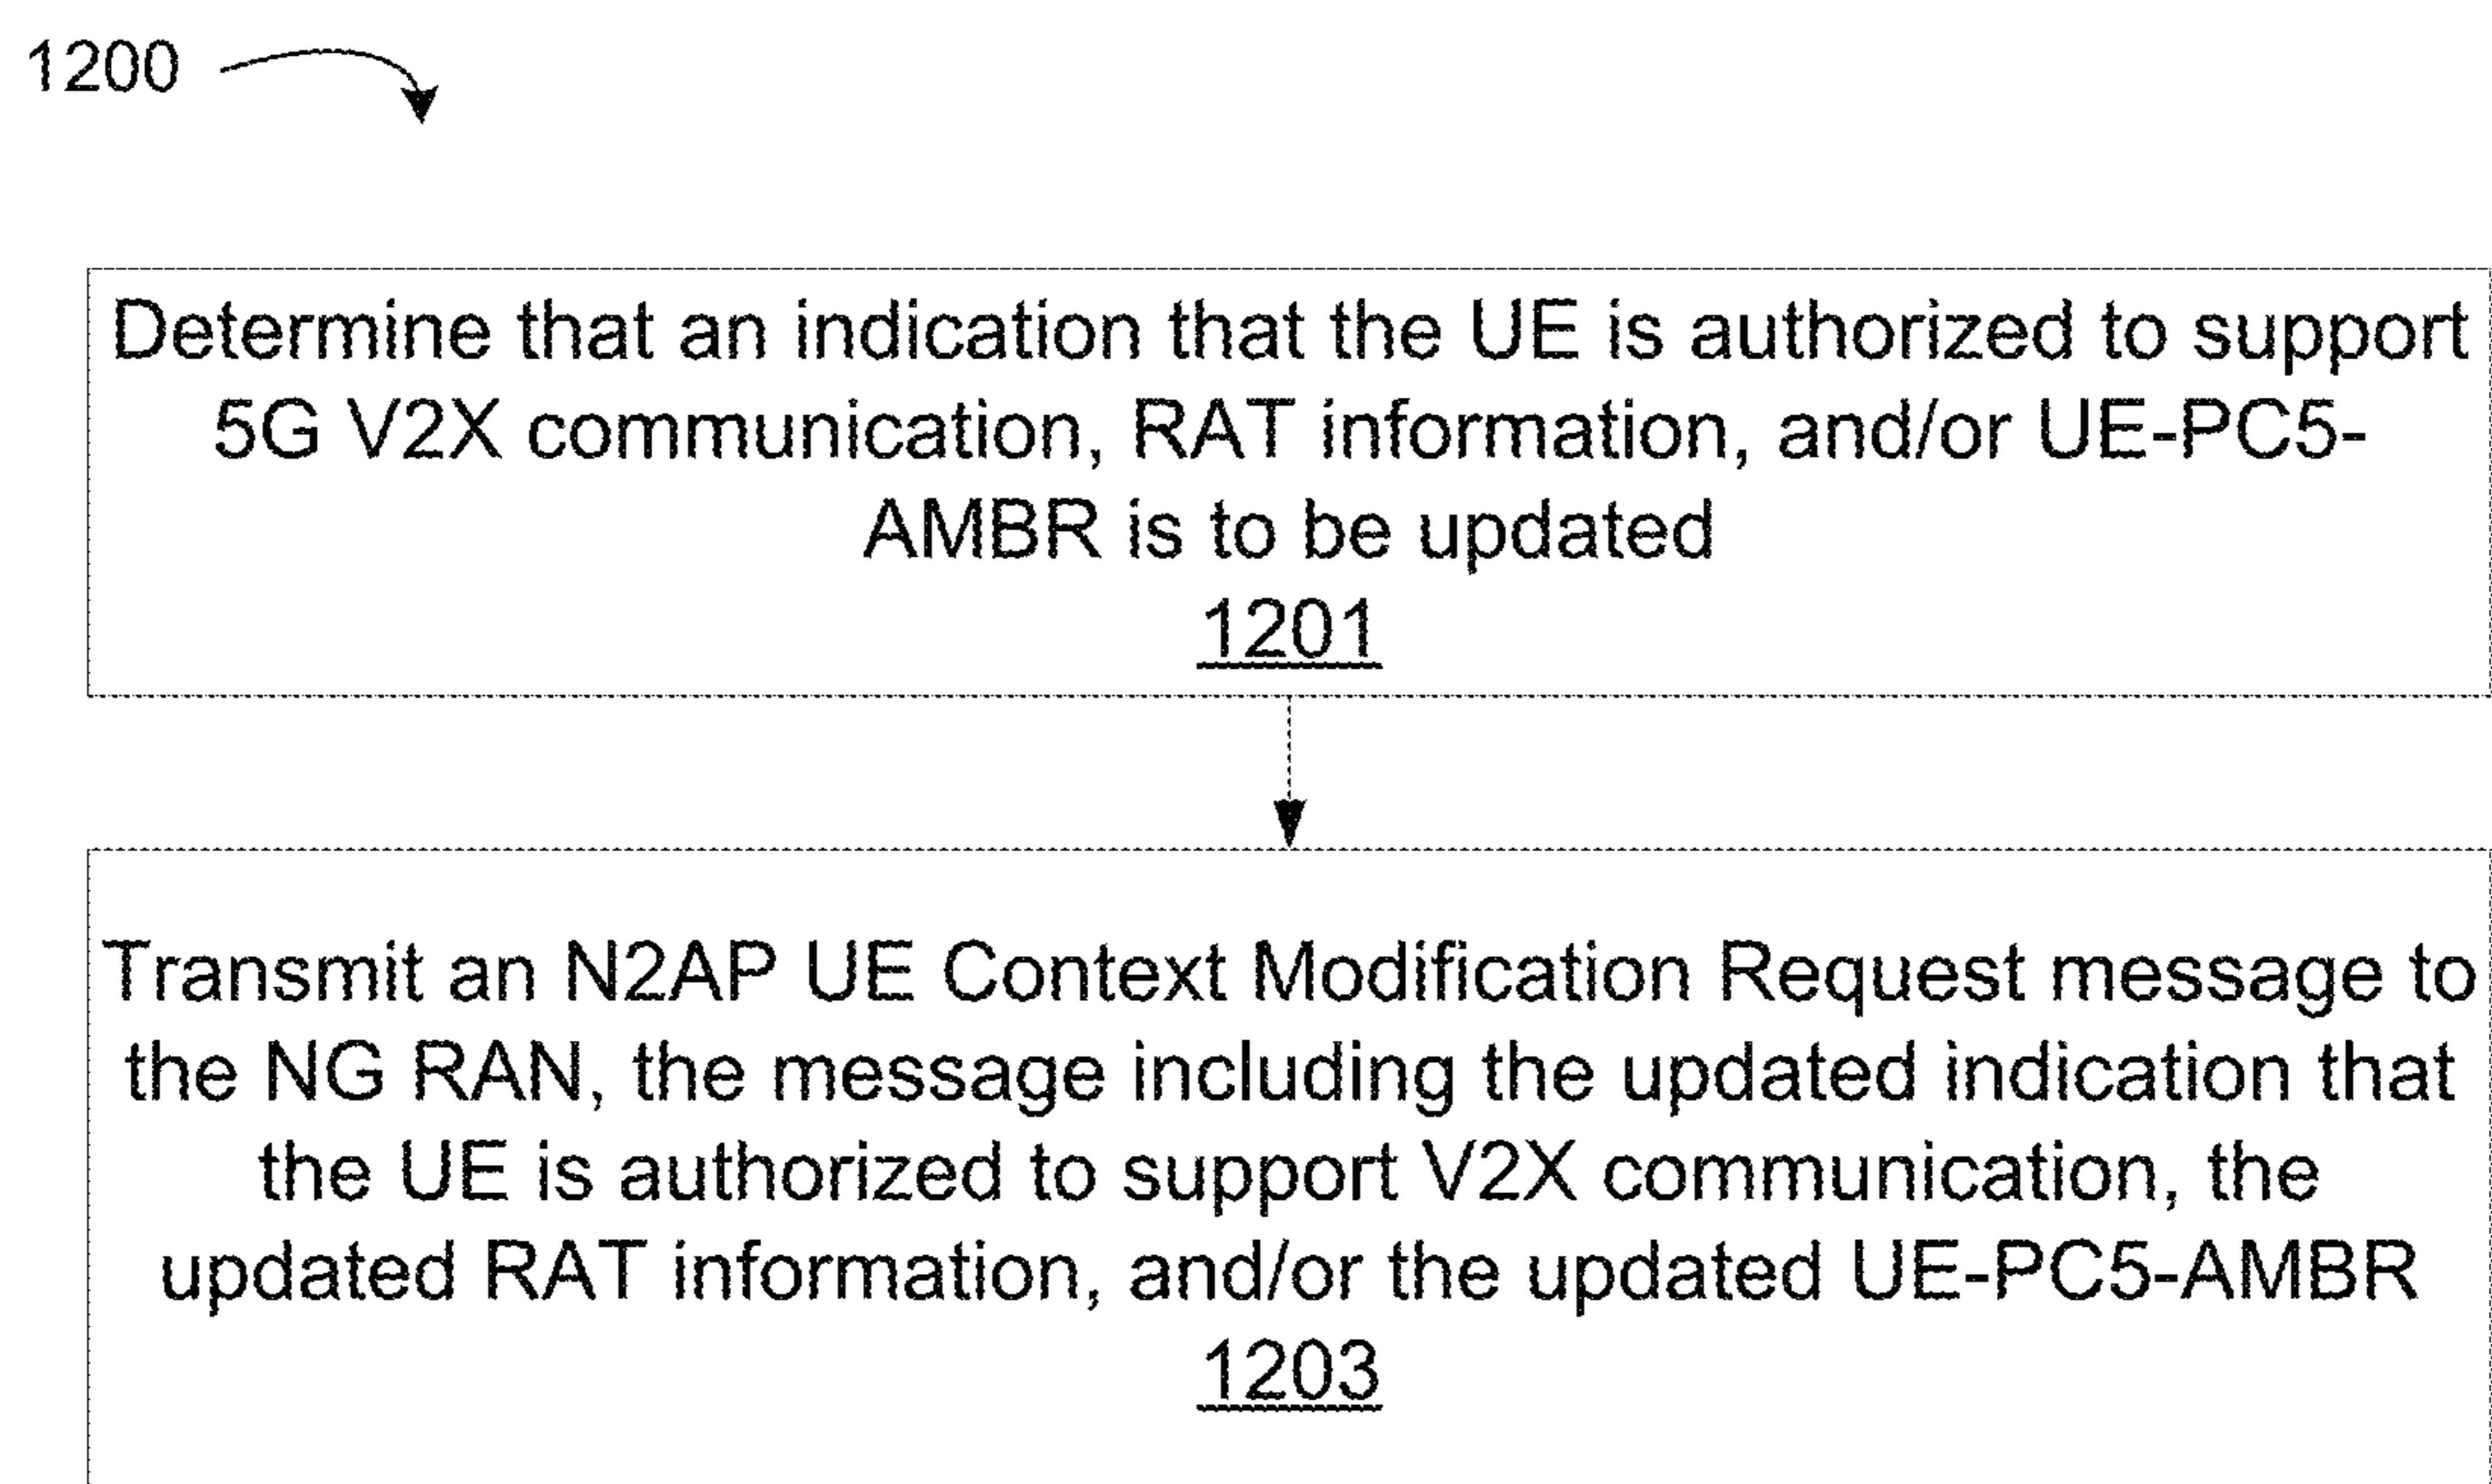 1200
Determine that an indication that the UE is authorized to support
5G V2X communication, RAT information, and/or UE-PC5-
AMBR is to be updated
1201
Transmit an N2AP UE Context Modification Request message to
the NG RAN, the message including the updated indication that
the UE is authorized to support V2X communication, the
updated RAT information, and/or the updated UE-PC5-AMBR
1203